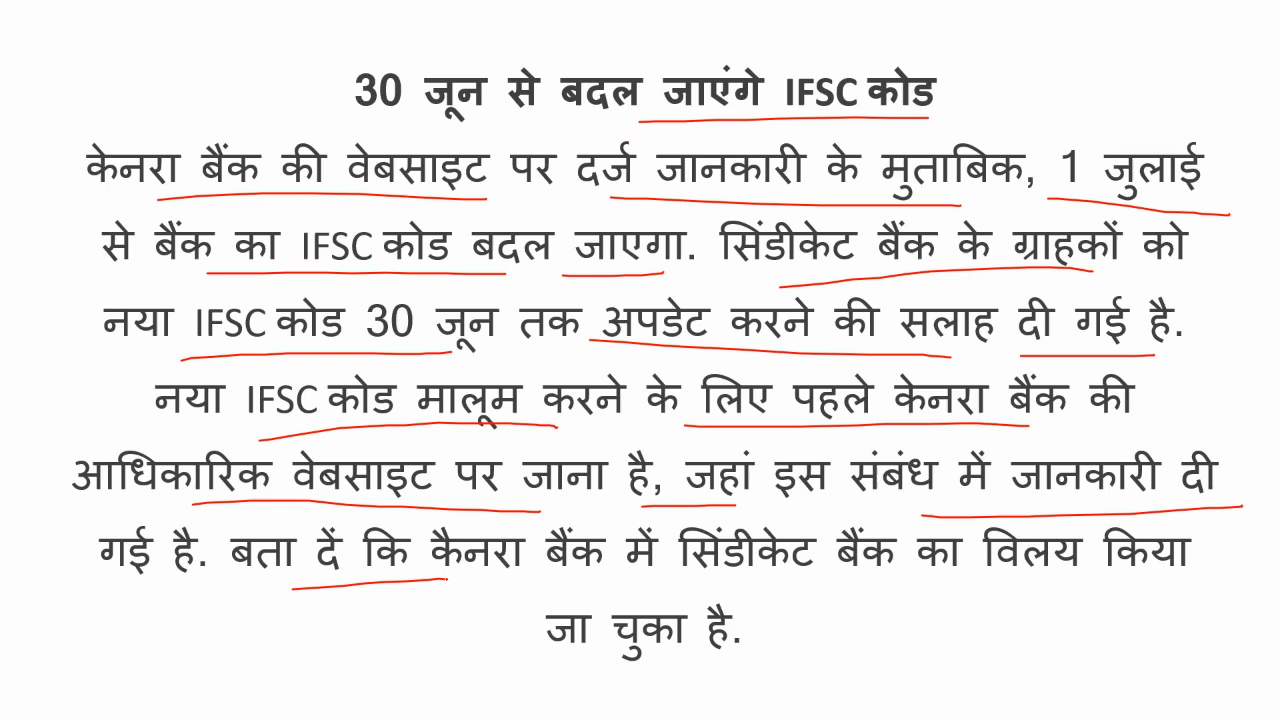 30 जून से बदल जाएंगे IFSC कोड
केनरा बैंक की वेबसाइट पर दर्ज जानकारी के मुताबिक, 1 जुलाई
से बैंक का IFSC कोड बदल जाएगा. सिंडीकेट बैंक के ग्राहकों को
नया IFSC कोड 30 जून तक अपडेट करने की सलाह दी गई है.
नया IFSC कोड मालूम करने के लिए पहले केनरा बैंक की
आधिकारिक वेबसाइट पर जाना है, जहां इस संबंध में जानकारी दी
गई है. बता दें कि कैनरा बैंक में सिंडीकेट बैंक का विलय किया
जा चुका है.